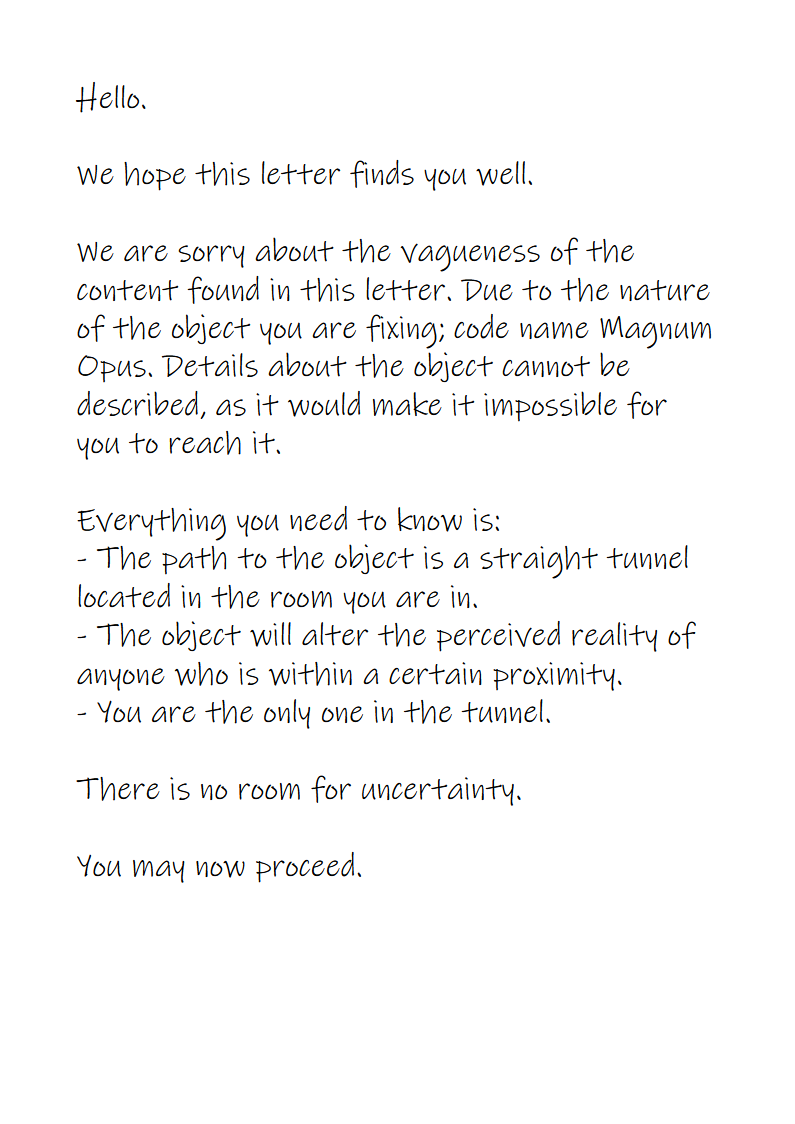 Hello.
We hope this letter finds you well.
We are sorry about the vagueness of the
content found in this letter. Due to the nature
of the object you are fixing; code name Magnum
Opus. Details about the object cannot be
described, as it would make it impossible for
you to reach it.
Everything you need to know is:
- The path to the object is a straight tunnel
located in the room you are in.
- The object will alter the perceived reality of
anyone who is within a certain proximity.
- You are the only one in the tunnel.
There is no room for uncertainty.
You may now proceed.